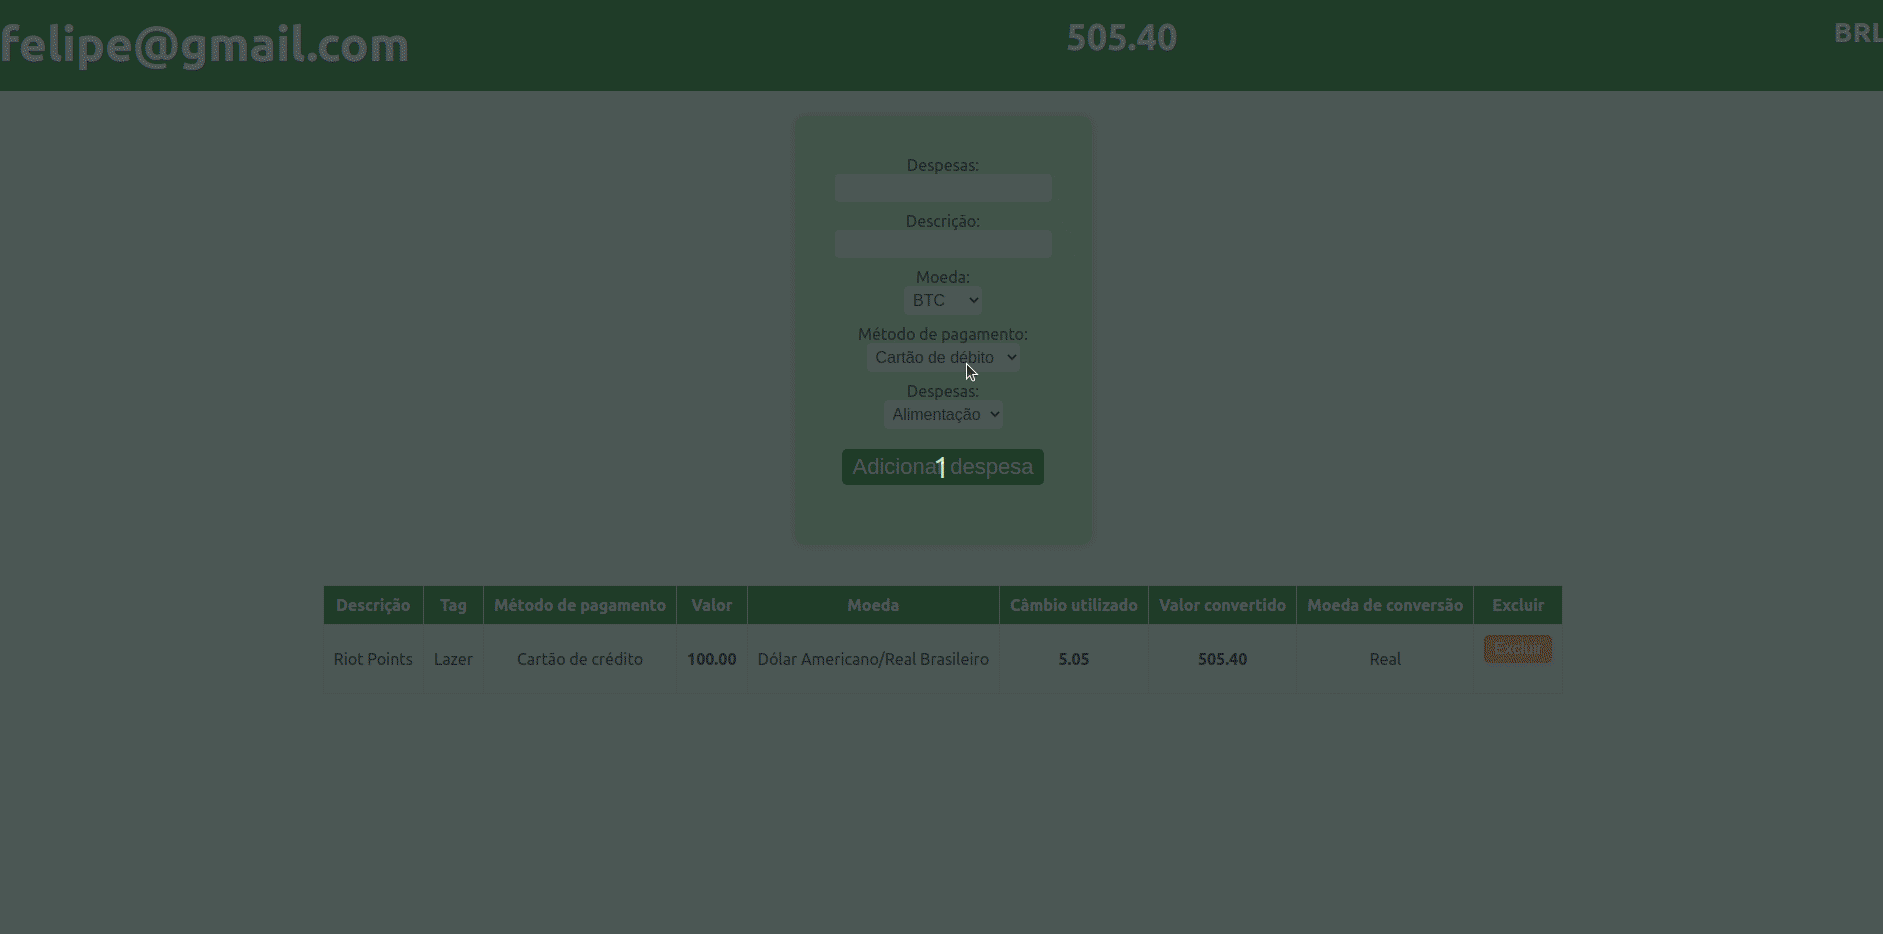 felipe@gmail.com 505.40 BRL
Despesas:
Descrição:
Moeda:
BTC
Método de pagamento:
Cartão de débito
Despesas:
Alimentação
Adicionar despesa
1
Descrição Tag Método de pagamento Valor Moeda Câmbio utilizado Valor convertido Moeda de conversão Excluir
Riot Points Lazer Cartão de crédito 100.00 Dólar Americano/Real Brasileiro 5.05 505.40 Real Excluir